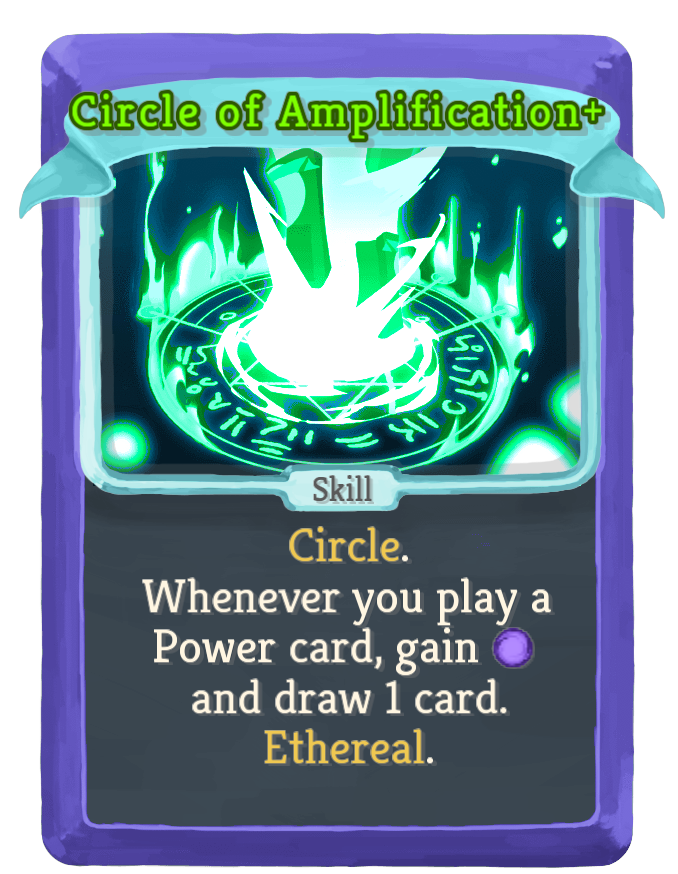 Circle of Amplification+
Skill
Circle.
Whenever you play a
Power card, gain
and draw 1 card.
Ethereal.